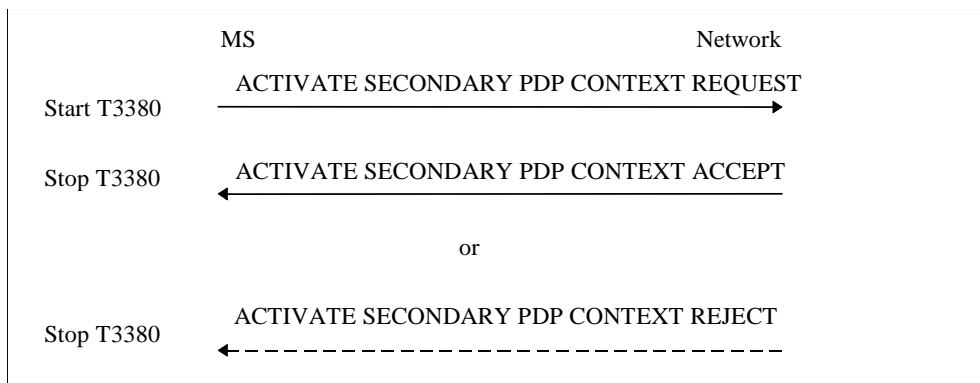 MS Network
ACTIVATE SECONDARY PDP CONTEXT REQUEST
Start T3380
ACTIVATE SECONDARY PDP CONTEXT ACCEPT
Stop T3380
or
ACTIVATE SECONDARY PDP CONTEXT REJECT
Stop T3380